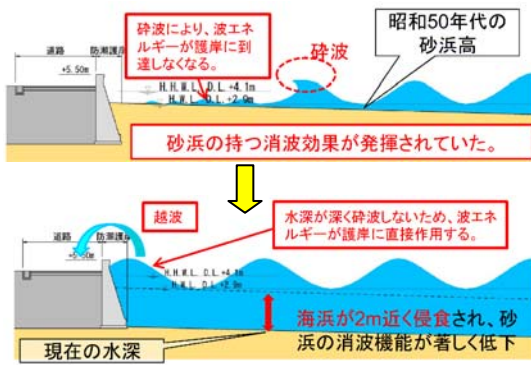 砕波により、波エネ
ルギーが護岸に到
達しなくなる。
砕波
昭和50年代の
砂浜高
道路
防潮護岸
+5.50m
H.H.W.L. D.L.+4.1m
H.W.L. D.L.+2.9m
砂浜の持つ消波効果が発揮されていた。
越波
水深が深く砕波しないため、波エネ
ルギーが護岸に直接作用する。
道路
防潮護岸
+5.50m
H.H.W.L. D.L.+4.1m
H.W.L. D.L.+2.9m
海浜が2m近く侵食され、砂
浜の消波機能が著しく低下
現在の水深